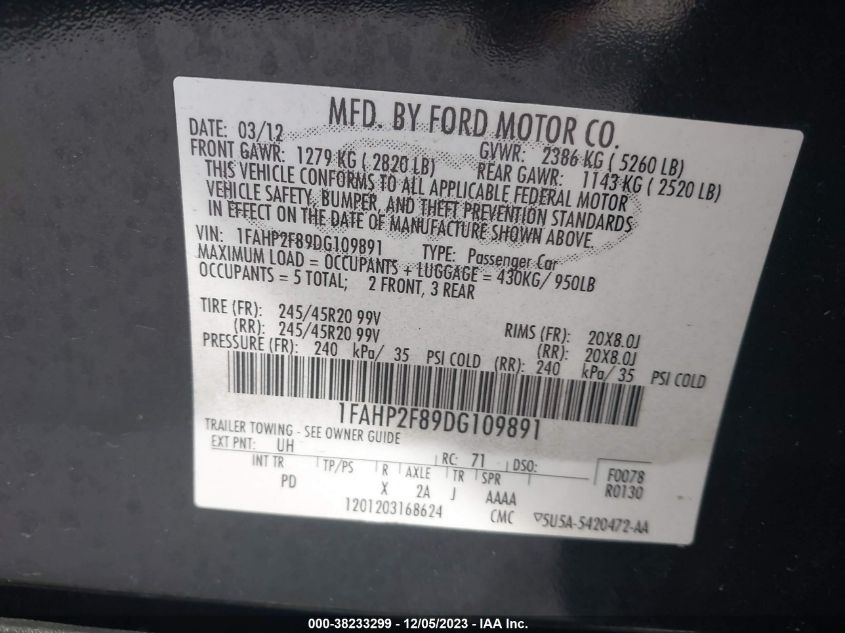 MFD. BY FORD MOTOR CO.
DATE: 03/12 GVWR: 2386 KG ( 5260 LB)
FRONT GAWR: 1279 KG ( 2820 LB) REAR GAWR: 1143 KG ( 2520 LB)
THIS VEHICLE CONFORMS TO ALL APPLICABLE FEDERAL MOTOR
VEHICLE SAFETY, BUMPER, AND THEFT PREVENTION STANDARDS
IN EFFECT ON THE DATE OF MANUFACTURE SHOWN ABOVE.
VIN: 1FAHP2F89DG109891 TYPE: Passenger Car
MAXIMUM LOAD = OCCUPANTS + LUGGAGE = 430KG/ 950LB
OCCUPANTS = 5 TOTAL; 2 FRONT, 3 REAR
TIRE (FR): 245/45R20 99V RIMS (FR): 20X8.0J
(RR): 245/45R20 99V (RR): 20X8.0J
PRESSURE (FR): 240 kPa/ 35 PSI COLD (RR): 240 kPa/ 35 PSI COLD
1FAHP2F89DG109891
TRAILER TOWING - SEE OWNER GUIDE
EXT PNT: UH RC: 71 DSO: F0078
INT TR TP/PS R AXLE TR SPR R0130
PD X 2A J AAAA
1201203168624 CMC ▽5U5A-5420472-AA
000-38233299 - 12/05/2023 - IAA Inc.